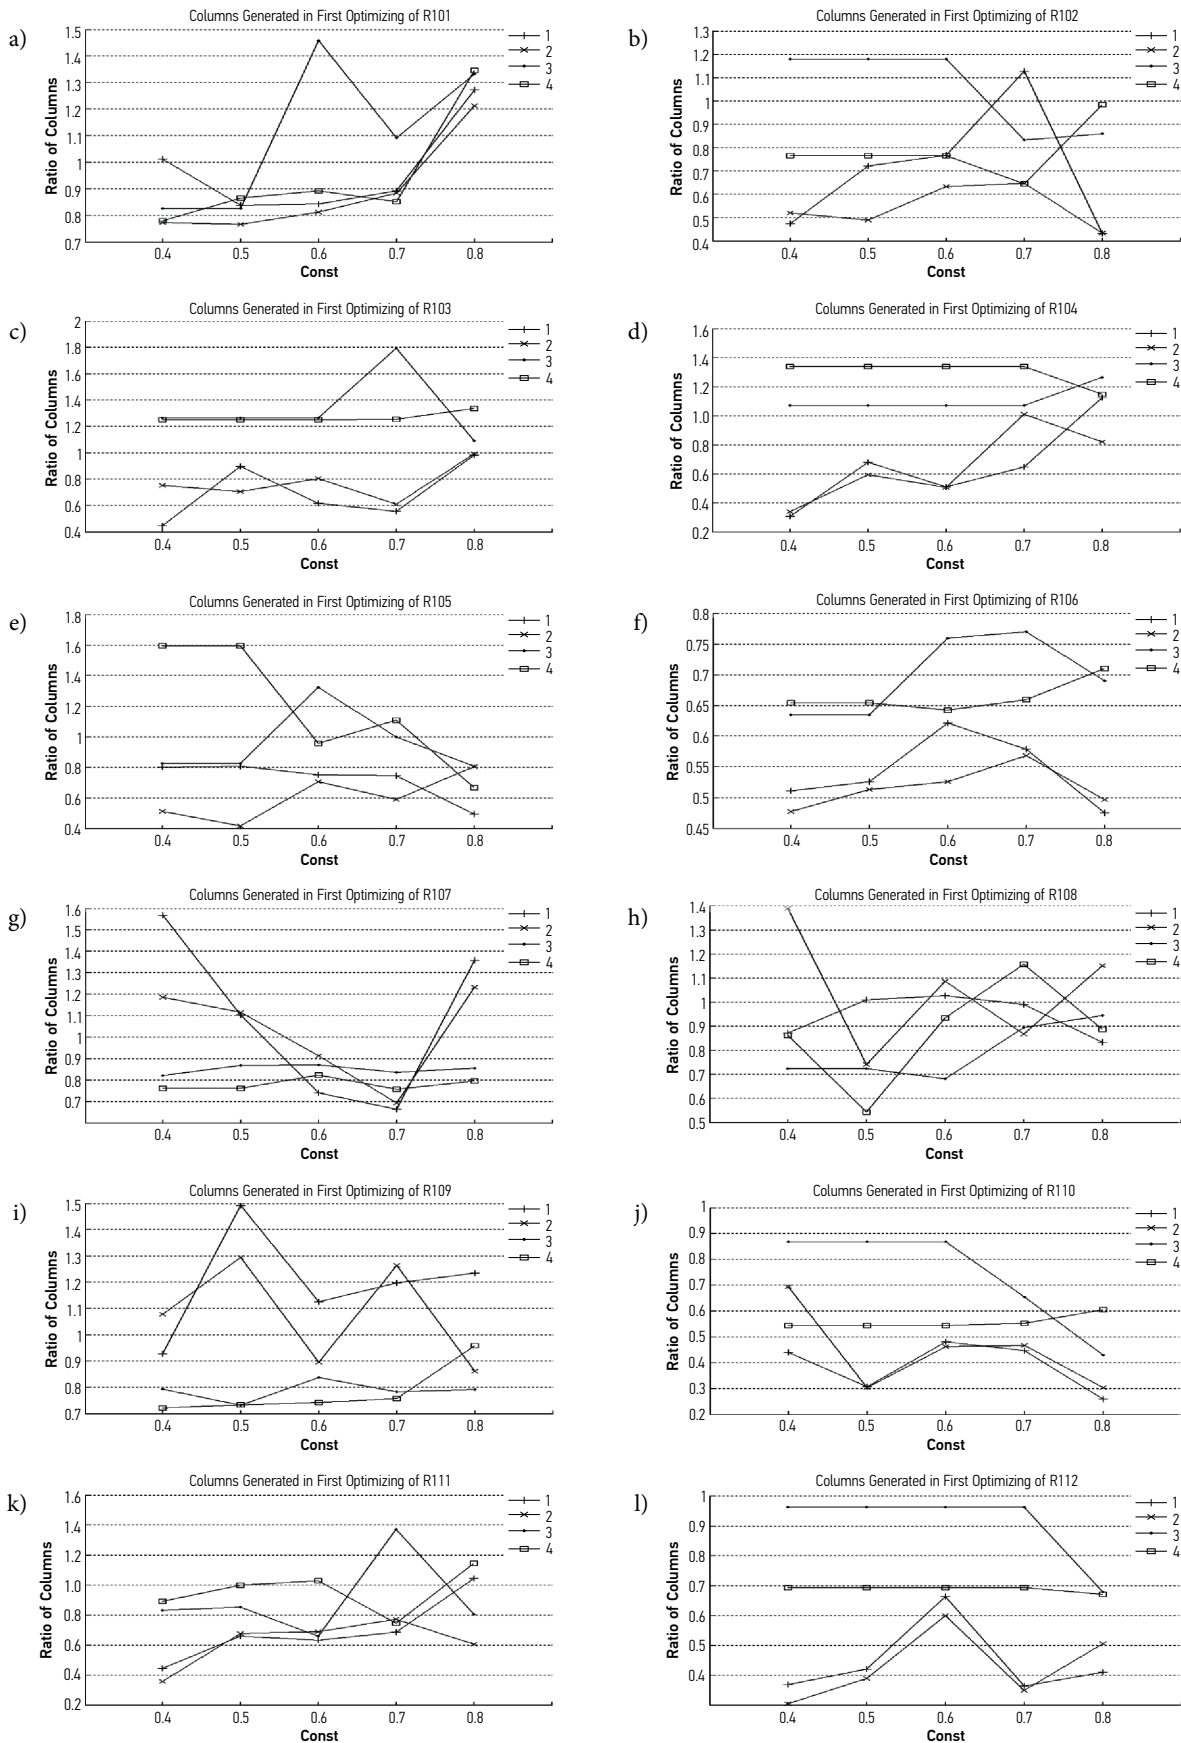 a)
Columns Generated in First Optimizing of R101
1.5
1.4
1.3
1.2
1.1
1
0.9
0.8
0.7
Ratio of Columns
0.4 0.5 0.6 0.7 0.8
Const
1
2
3
4
b)
Columns Generated in First Optimizing of R102
1.3
1.2
1.1
1
0.9
0.8
0.7
0.6
0.5
0.4
Ratio of Columns
0.4 0.5 0.6 0.7 0.8
Const
1
2
3
4
c)
Columns Generated in First Optimizing of R103
2
1.8
1.6
1.4
1.2
1
0.8
0.6
0.4
Ratio of Columns
0.4 0.5 0.6 0.7 0.8
Const
1
2
3
4
d)
Columns Generated in First Optimizing of R104
1.6
1.4
1.2
1.0
0.8
0.6
0.4
0.2
Ratio of Columns
0.4 0.5 0.6 0.7 0.8
Const
1
2
3
4
e)
Columns Generated in First Optimizing of R105
1.8
1.6
1.4
1.2
1
0.8
0.6
0.4
Ratio of Columns
0.4 0.5 0.6 0.7 0.8
Const
1
2
3
4
f)
Columns Generated in First Optimizing of R106
0.8
0.75
0.7
0.65
0.6
0.55
0.5
0.45
Ratio of Columns
0.4 0.5 0.6 0.7 0.8
Const
1
2
3
4
g)
Columns Generated in First Optimizing of R107
1.6
1.5
1.4
1.3
1.2
1.1
1
0.9
0.8
0.7
Ratio of Columns
0.4 0.5 0.6 0.7 0.8
Const
1
2
3
4
h)
Columns Generated in First Optimizing of R108
1.4
1.3
1.2
1.1
1
0.9
0.8
0.7
0.6
0.5
Ratio of Columns
0.4 0.5 0.6 0.7 0.8
Const
1
2
3
4
i)
Columns Generated in First Optimizing of R109
1.5
1.4
1.3
1.2
1.1
1
0.9
0.8
0.7
Ratio of Columns
0.4 0.5 0.6 0.7 0.8
Const
1
2
3
4
j)
Columns Generated in First Optimizing of R110
1
0.9
0.8
0.7
0.6
0.5
0.4
0.3
0.2
Ratio of Columns
0.4 0.5 0.6 0.7 0.8
Const
1
2
3
4
k)
Columns Generated in First Optimizing of R111
1.6
1.4
1.2
1.0
0.8
0.6
0.4
0.2
Ratio of Columns
0.4 0.5 0.6 0.7 0.8
Const
1
2
3
4
l)
Columns Generated in First Optimizing of R112
1
0.9
0.8
0.7
0.6
0.5
0.4
Ratio of Columns
0.4 0.5 0.6 0.7 0.8
Const
1
2
3
4